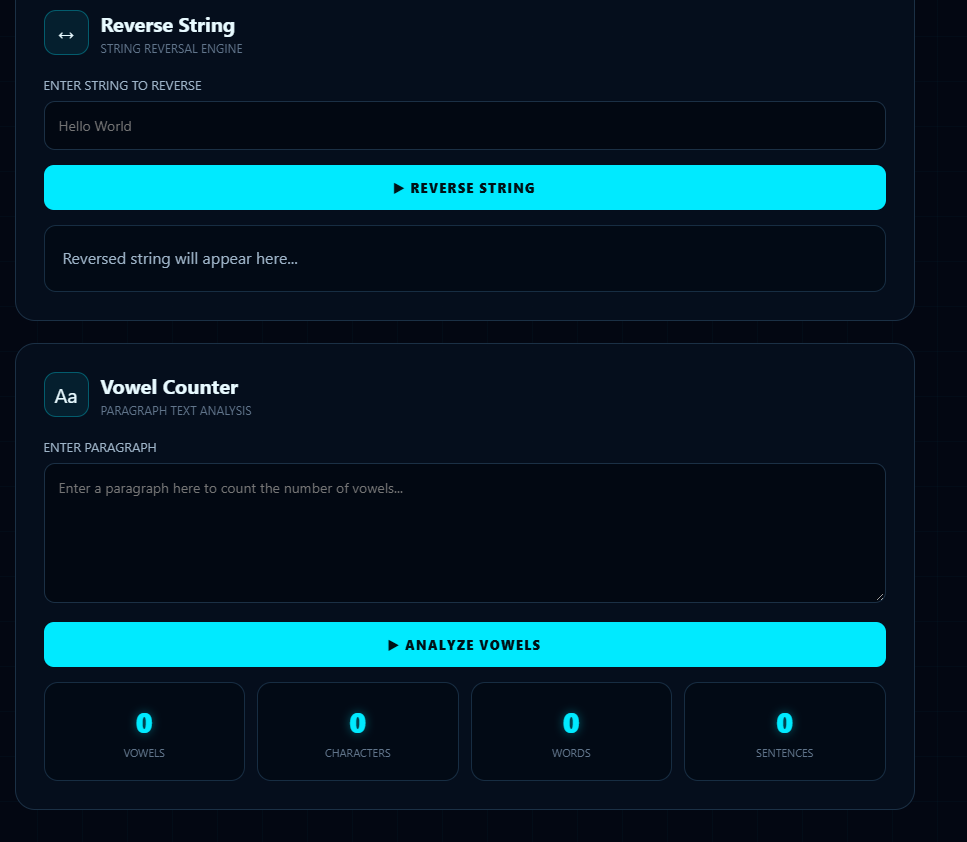 ↔
Reverse String
STRING REVERSAL ENGINE
ENTER STRING TO REVERSE
Hello World
▶ REVERSE STRING
Reversed string will appear here...
Aa
Vowel Counter
PARAGRAPH TEXT ANALYSIS
ENTER PARAGRAPH
Enter a paragraph here to count the number of vowels...
▶ ANALYZE VOWELS
0 0 0 0
VOWELS CHARACTERS WORDS SENTENCES